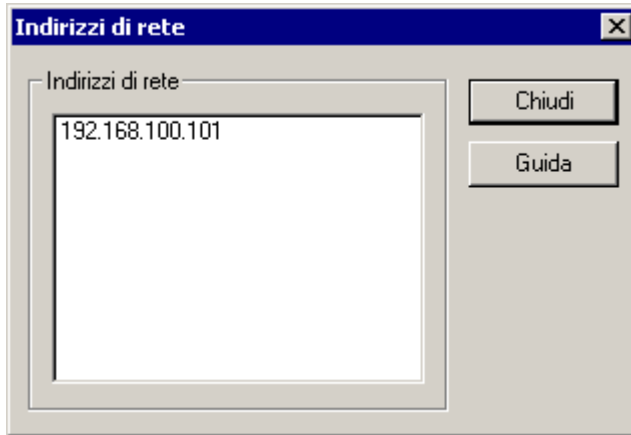 Indirizzi di rete
Indirizzi di rete
192.168.100.101
Chiudi
Guida